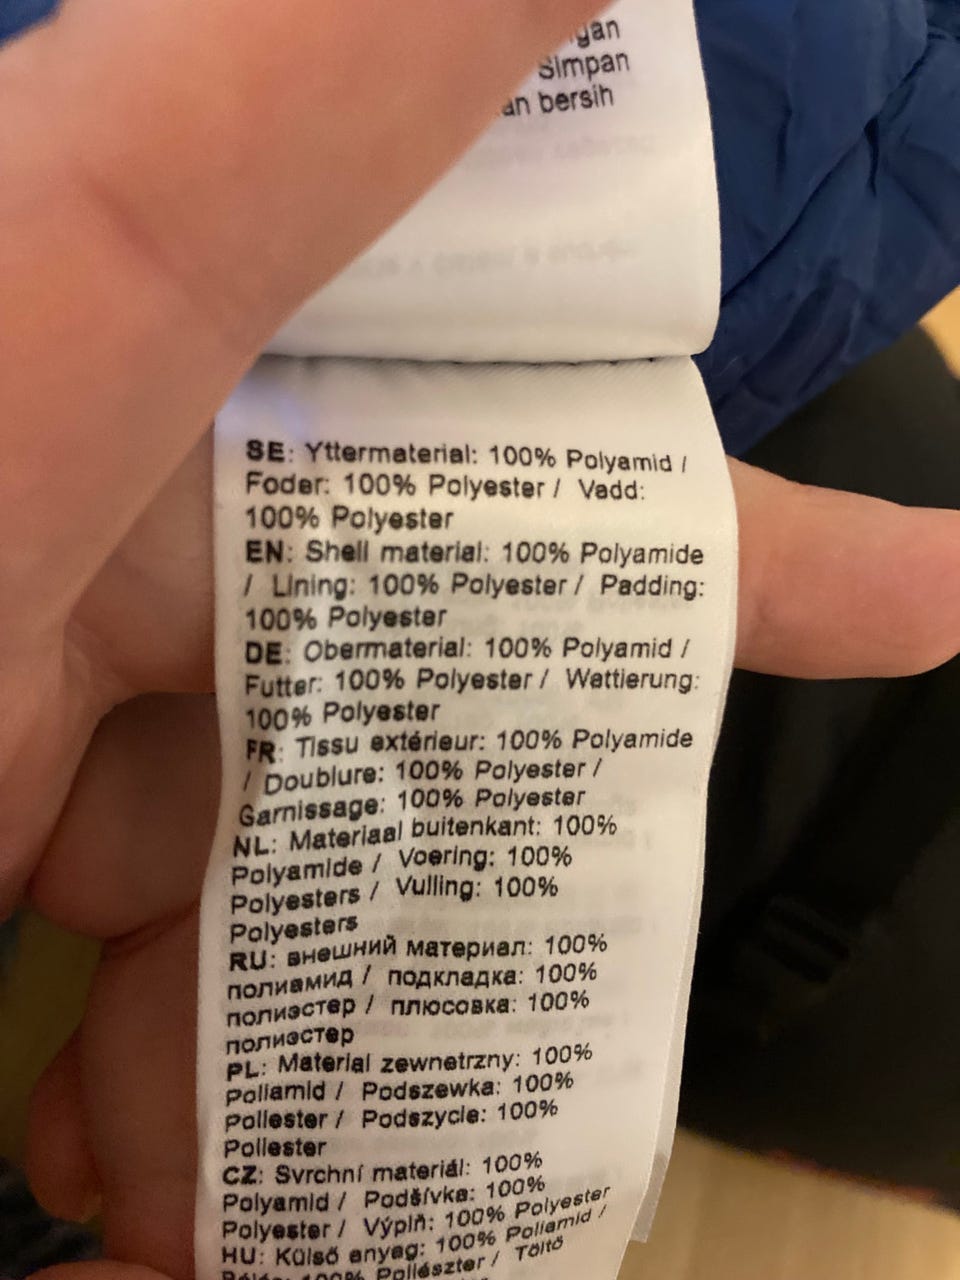 gan
Simpan
an bersih
SE: Yttermaterial: 100% Polyamid /
Foder: 100% Polyester / Vadd:
100% Polyester
EN: Shell material: 100% Polyamide
/ Lining: 100% Polyester / Padding:
100% Polyester
DE: Obermaterial: 100% Polyamid /
Futter: 100% Polyester / Wattierung:
100% Polyester
FR: Tissu extérieur: 100% Polyamide
/ Doublure: 100% Polyester /
Garnissage: 100% Polyester
NL: Materiaal buitenkant: 100%
Polyamide / Voering: 100%
Polyesters / Vulling: 100%
Polyesters
RU: внешний материал: 100%
полиамид / подкладка: 100%
полиэстер / плюсовка: 100%
полиэстер
PL: Material zewnetrzny: 100%
Poliamid / Podszewka: 100%
Poliester / Podszycie: 100%
Poliester
CZ: Svrchní materiál: 100%
Polyamid / Podšívka: 100%
Polyester / Výplň: 100% Polyester
HU: Külső anyag: 100% Poliamid /
100% Poliészter / Töltő